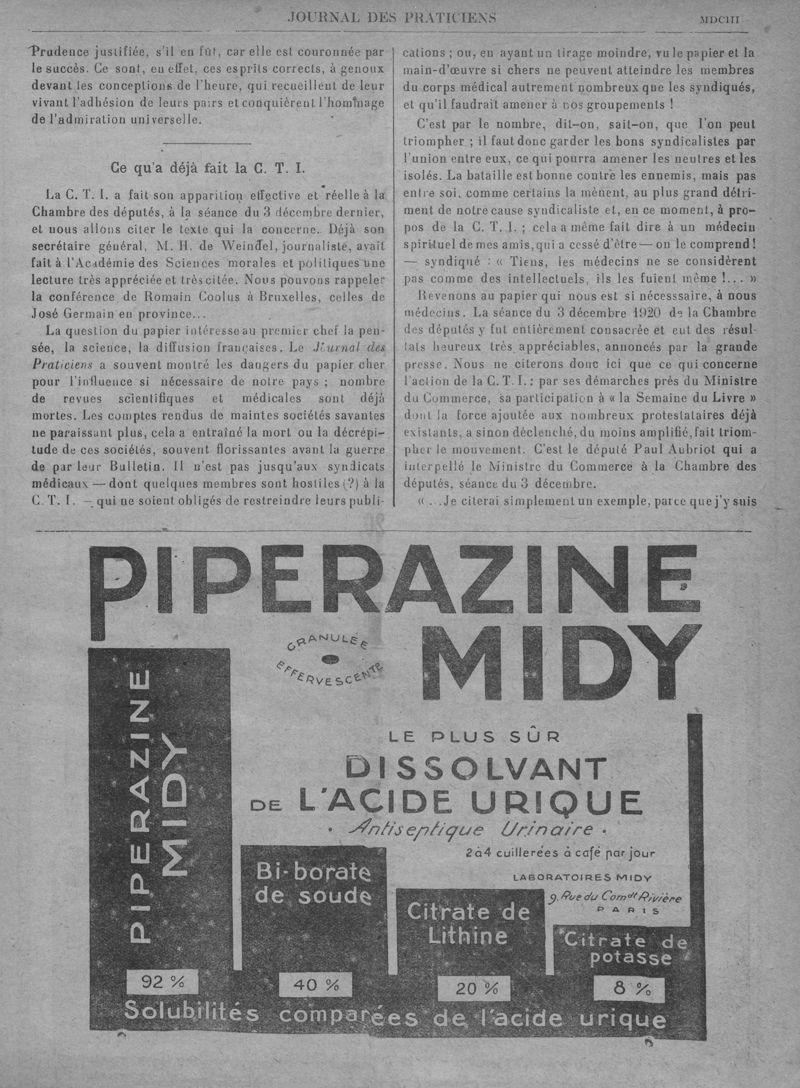 JOURNAL DES PRATICIENS
MDCIII
Prudence justifiée, s'il en fût, car elle est couronnée par
le succès. Ce sont, en effet, ces esprits corrects, à genoux
devant les conceptions de l'heure, qui recueillent de leur
vivant l'adhésion de leurs pairs et conquièrent l'hommage
de l'admiration universelle.
Ce qu'a déjà fait la C. T. I.
La C. T. I. a fait son apparition effective et réelle à la
Chambre des députés, à la séance du 3 décembre dernier,
et nous allons citer le texte qui la concerne. Déjà son
secrétaire général, M. H. de Weindel, journaliste, avait
fait à l'Académie des Sciences morales et politiques une
lecture très appréciée et très citée. Nous pouvons rappeler
la conférence de Romain Coolus à Bruxelles, celles de
José Germain en province...
La question du papier intéresse au premier chef la pen-
sée, la science, la diffusion françaises. Le Journal des
Praticiens a souvent montré les dangers du papier cher
pour l'influence si nécessaire de notre pays ; nombre
de revues scientifiques et médicales sont déjà
mortes. Les comptes rendus de maintes sociétés savantes
ne paraissant plus, cela a entraîné la mort ou la décrépi-
tude de ces sociétés, souvent florissantes avant la guerre
de par leur Bulletin. Il n'est pas jusqu'aux syndicats
médicaux — dont quelques membres sont hostiles (?) à la
C. T. I. — qui ne soient obligés de restreindre leurs publi-
cations ; ou, en ayant un tirage moindre, vu le papier et la
main-d'œuvre si chers ne peuvent atteindre les membres
du corps médical autrement nombreux que les syndiqués,
et qu'il faudrait amener à nos groupements !
C'est par le nombre, dit-on, sait-on, que l'on peut
triompher ; il faut donc garder les bons syndicalistes par
l'union entre eux, ce qui pourra amener les neutres et les
isolés. La bataille est bonne contre les ennemis, mais pas
entre soi, comme certains la mènent, au plus grand détri-
ment de notre cause syndicaliste et, en ce moment, à pro-
pos de la C. T. I. ; cela a même fait dire à un médecin
spirituel de mes amis, qui a cessé d'être — on le comprend !
— syndiqué : « Tiens, les médecins ne se considèrent
pas comme des intellectuels, ils les fuient même !... »
Revenons au papier qui nous est si nécesssaire, à nous
médecins. La séance du 3 décembre 1920 de la Chambre
des députés y fut entièrement consacrée et eut des résul-
tats heureux très appréciables, annoncés par la grande
presse. Nous ne citerons donc ici que ce qui concerne
l'action de la C. T. I. : par ses démarches près du Ministre
du Commerce, sa participation à « la Semaine du Livre »
dont la force ajoutée aux nombreux protestataires déjà
existants, a sinon déclenché, du moins amplifié, fait triom-
pher le mouvement. C'est le député Paul Aubriot qui a
interpellé le Ministre du Commerce à la Chambre des
députés, séance du 3 décembre.
« ...Je citerai simplement un exemple, parce que j'y suis
PIPERAZINE
MIDY
GRANULÉE
EFFERVESCENTE
LE PLUS SÛR
DISSOLVANT
DE L'ACIDE URIQUE
• Antiseptique Urinaire •
2 à 4 cuillerées à café par jour
LABORATOIRES MIDY
9. Rue du Comdt Rivière
PARIS
PIPERAZINE
MIDY
92 %
Bi-borate
de soude
40 %
Citrate de
Lithine
20 %
Citrate de
potasse
8 %
Solubilités comparées de l'acide urique